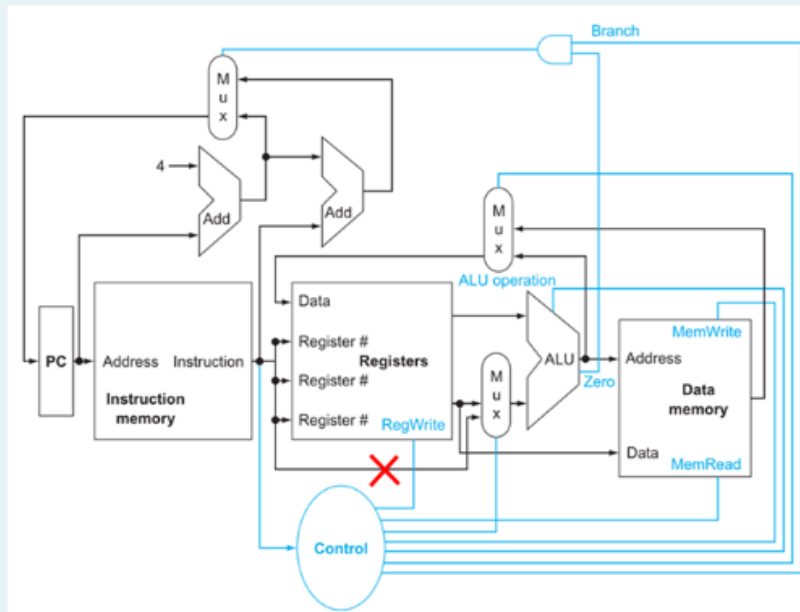 Branch
M
u
x
4
Add
Add
M
u
x
ALU operation
Data
Register #
Register #
Register #
Registers
RegWrite
PC
Address
Instruction
Instruction
memory
M
u
x
ALU
Zero
MemWrite
Address
Data
memory
Data
MemRead
Control